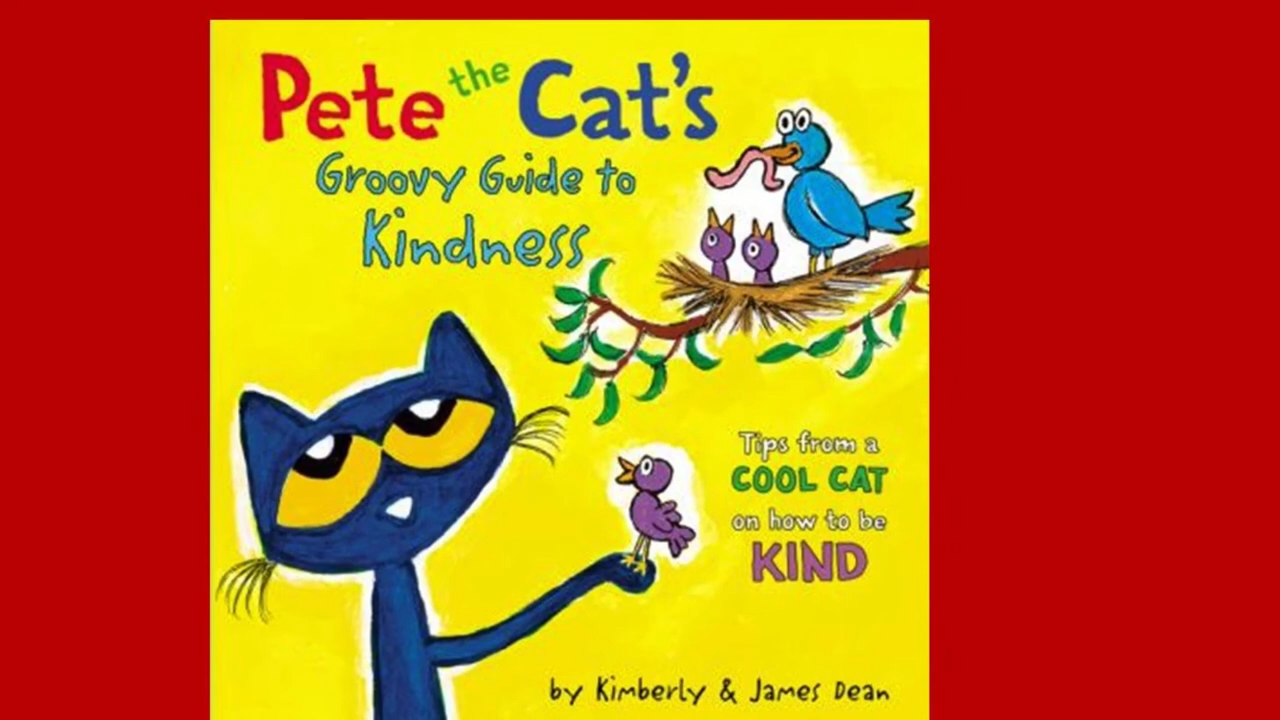 Pete the Cat's
Groovy Guide to
Kindness
Tips from a
COOL CAT
on how to be
KIND
by Kimberly & James Dean